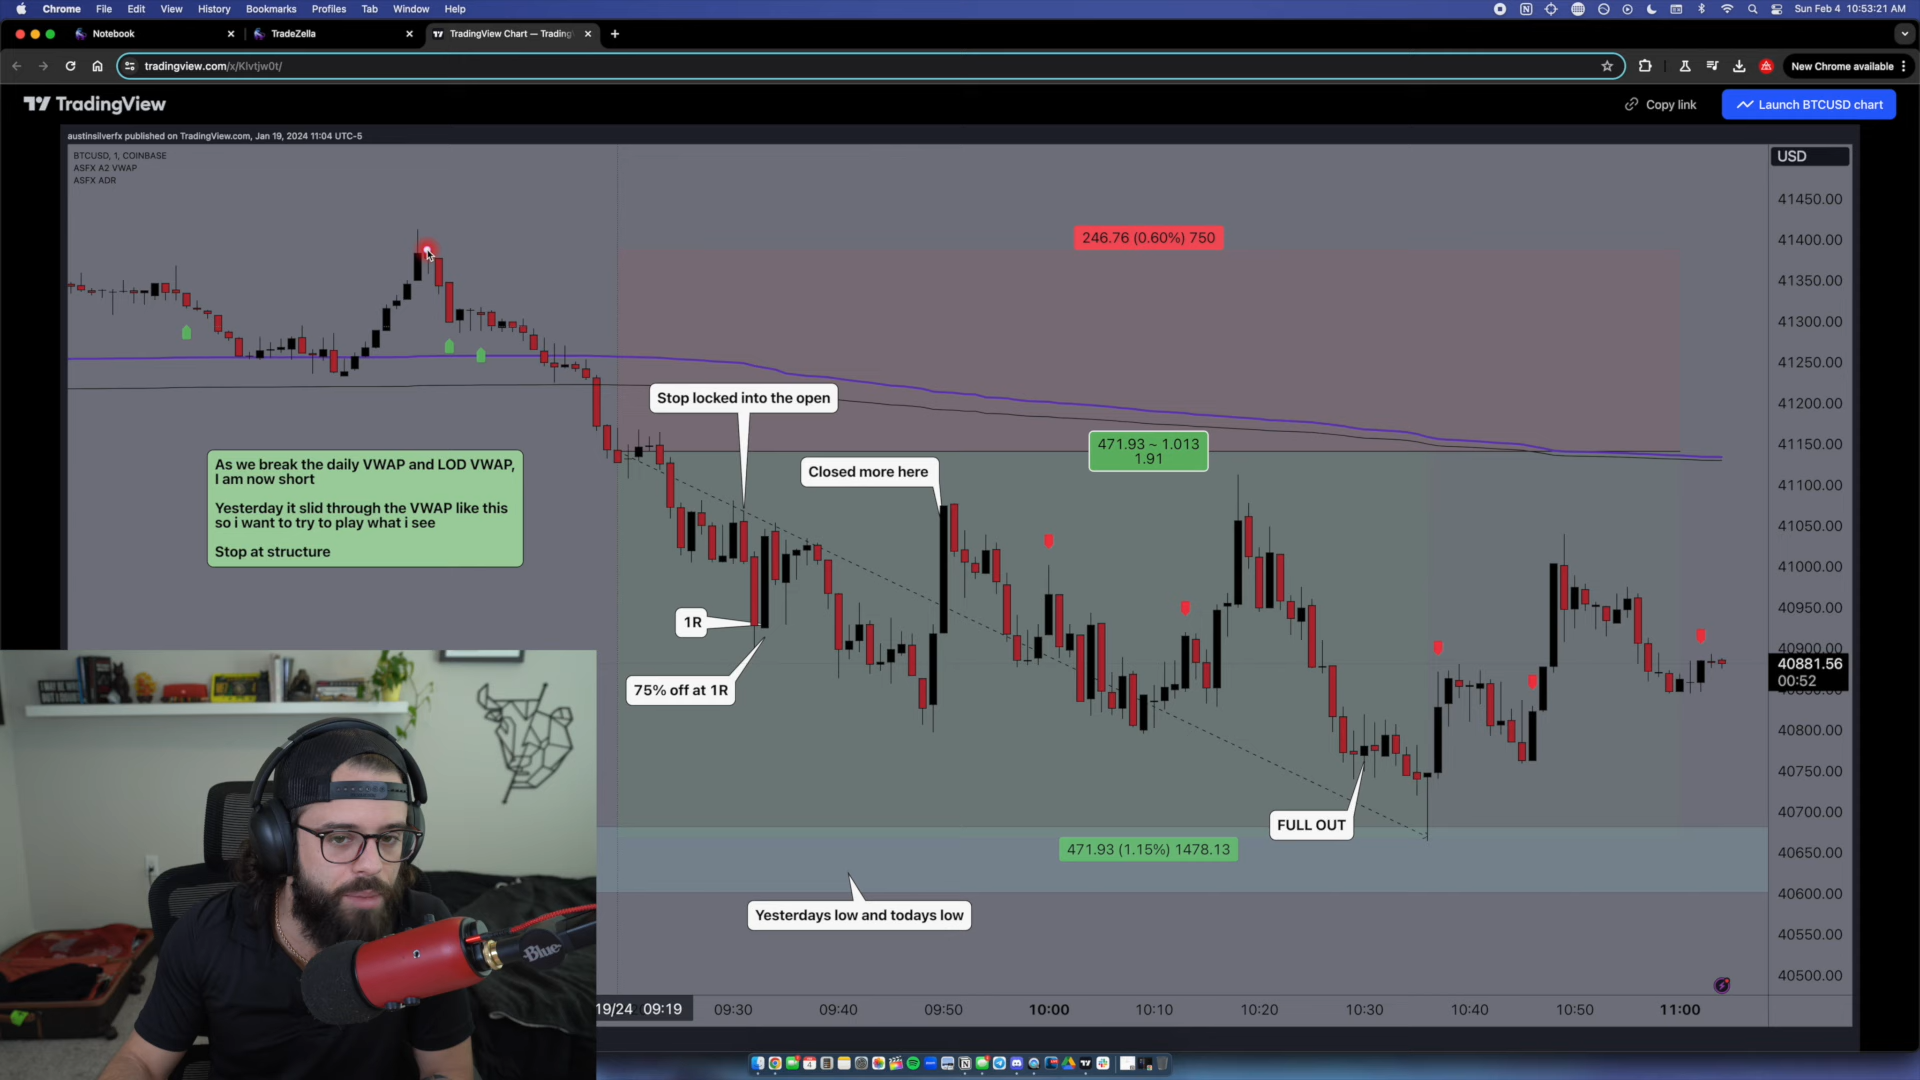 Chrome File Edit View History Bookmarks Profiles Tab Window Help
Sun Feb 4 10:53:21 AM
Notebook
TradeZella
TradingView Chart — Trading
tradingview.com/x/KIvtjw0t/
New Chrome available
TradingView
Copy link
Launch BTCUSD chart
austinsilverfx published on TradingView.com, Jan 19, 2024 11:04 UTC-5
BTCUSD, 1, COINBASE
ASFX A2 VWAP
ASFX ADR
USD
41450.00
41400.00
41350.00
41300.00
41250.00
41200.00
41150.00
41100.00
41050.00
41000.00
40950.00
40900.00
40881.56
00:52
40850.00
40800.00
40750.00
40700.00
40650.00
40600.00
40550.00
40500.00
246.76 (0.60%) 750
Stop locked into the open
471.93 ~ 1.013
1.91
Closed more here
As we break the daily VWAP and LOD VWAP,
I am now short
Yesterday it slid through the VWAP like this
so i want to try to play what i see
Stop at structure
1R
75% off at 1R
FULL OUT
471.93 (1.15%) 1478.13
Yesterdays low and todays low
Blue
19/24 09:19
09:30
09:40
09:50
10:00
10:10
10:20
10:30
10:40
10:50
11:00